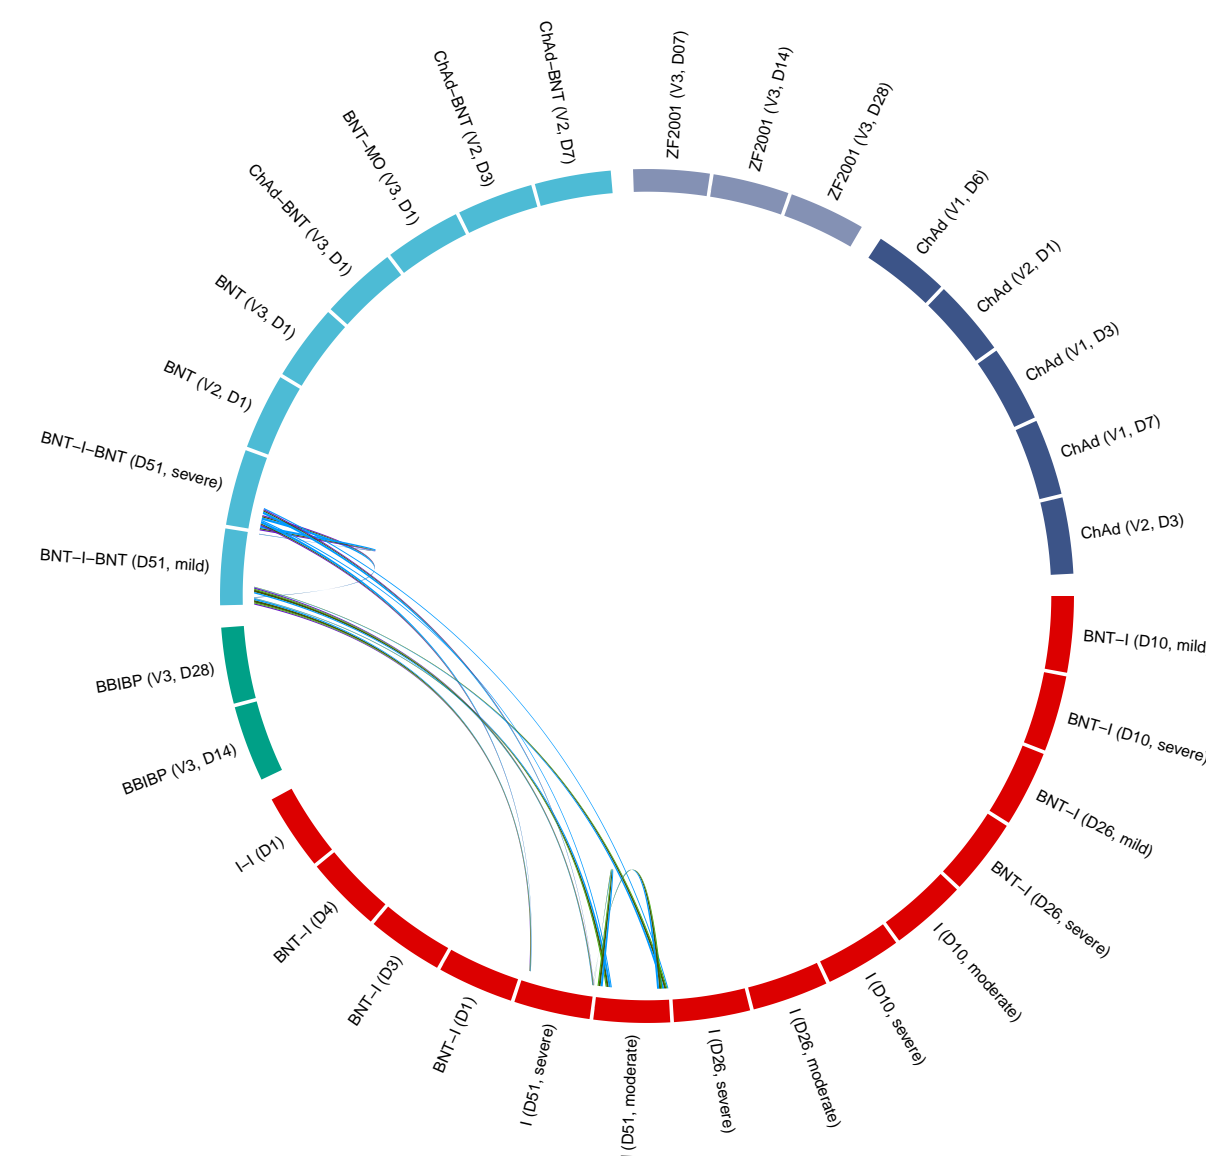 ZF2001 (V3, D07)
ZF2001 (V3, D14)
ZF2001 (V3, D28)
ChAd (V1, D6)
ChAd (V2, D1)
ChAd (V1, D3)
ChAd (V1, D7)
ChAd (V2, D3)
BNT–I (D10, mild
BNT–I (D10, severe)
BNT–I (D26, mild)
BNT–I (D26, severe)
I (D10, moderate)
I (D10, severe)
I (D26, moderate)
I (D26, severe)
(D51, moderate)
I (D51, severe)
BNT–I (D1)
BNT–I (D3)
BNT–I (D4)
I–I (D1)
BBIBP (V3, D14)
BBIBP (V3, D28)
BNT–I–BNT (D51, mild)
BNT–I–BNT (D51, severe)
BNT (V2, D1)
BNT (V3, D1)
ChAd–BNT (V3, D1)
BNT–MO (V3, D1)
ChAd–BNT (V2, D3)
ChAd–BNT (V2, D7)